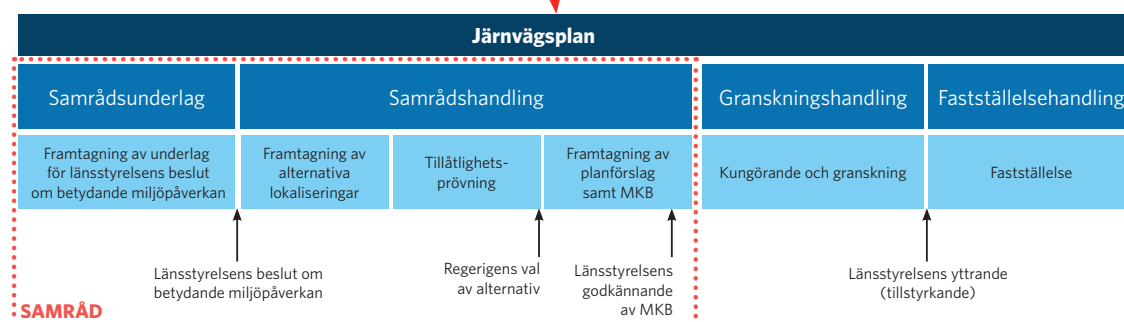 Järnvägsplan
Samrådsunderlag
Samrådshandling
Granskningshandling
Fastställelsehandling
Framtagning av underlag
för länsstyrelsens beslut
om betydande miljöpåverkan
Framtagning av
alternativa
lokaliseringar
Tillåtlighets-
prövning
Framtagning av
planförslag
samt MKB
Kungörande och granskning
Fastställelse
Länsstyrelsens beslut om
betydande miljöpåverkan
Regerigens val
av alternativ
Länsstyrelsens
godkännande
av MKB
Länsstyrelsens yttrande
(tillstyrkande)
SAMRÅD